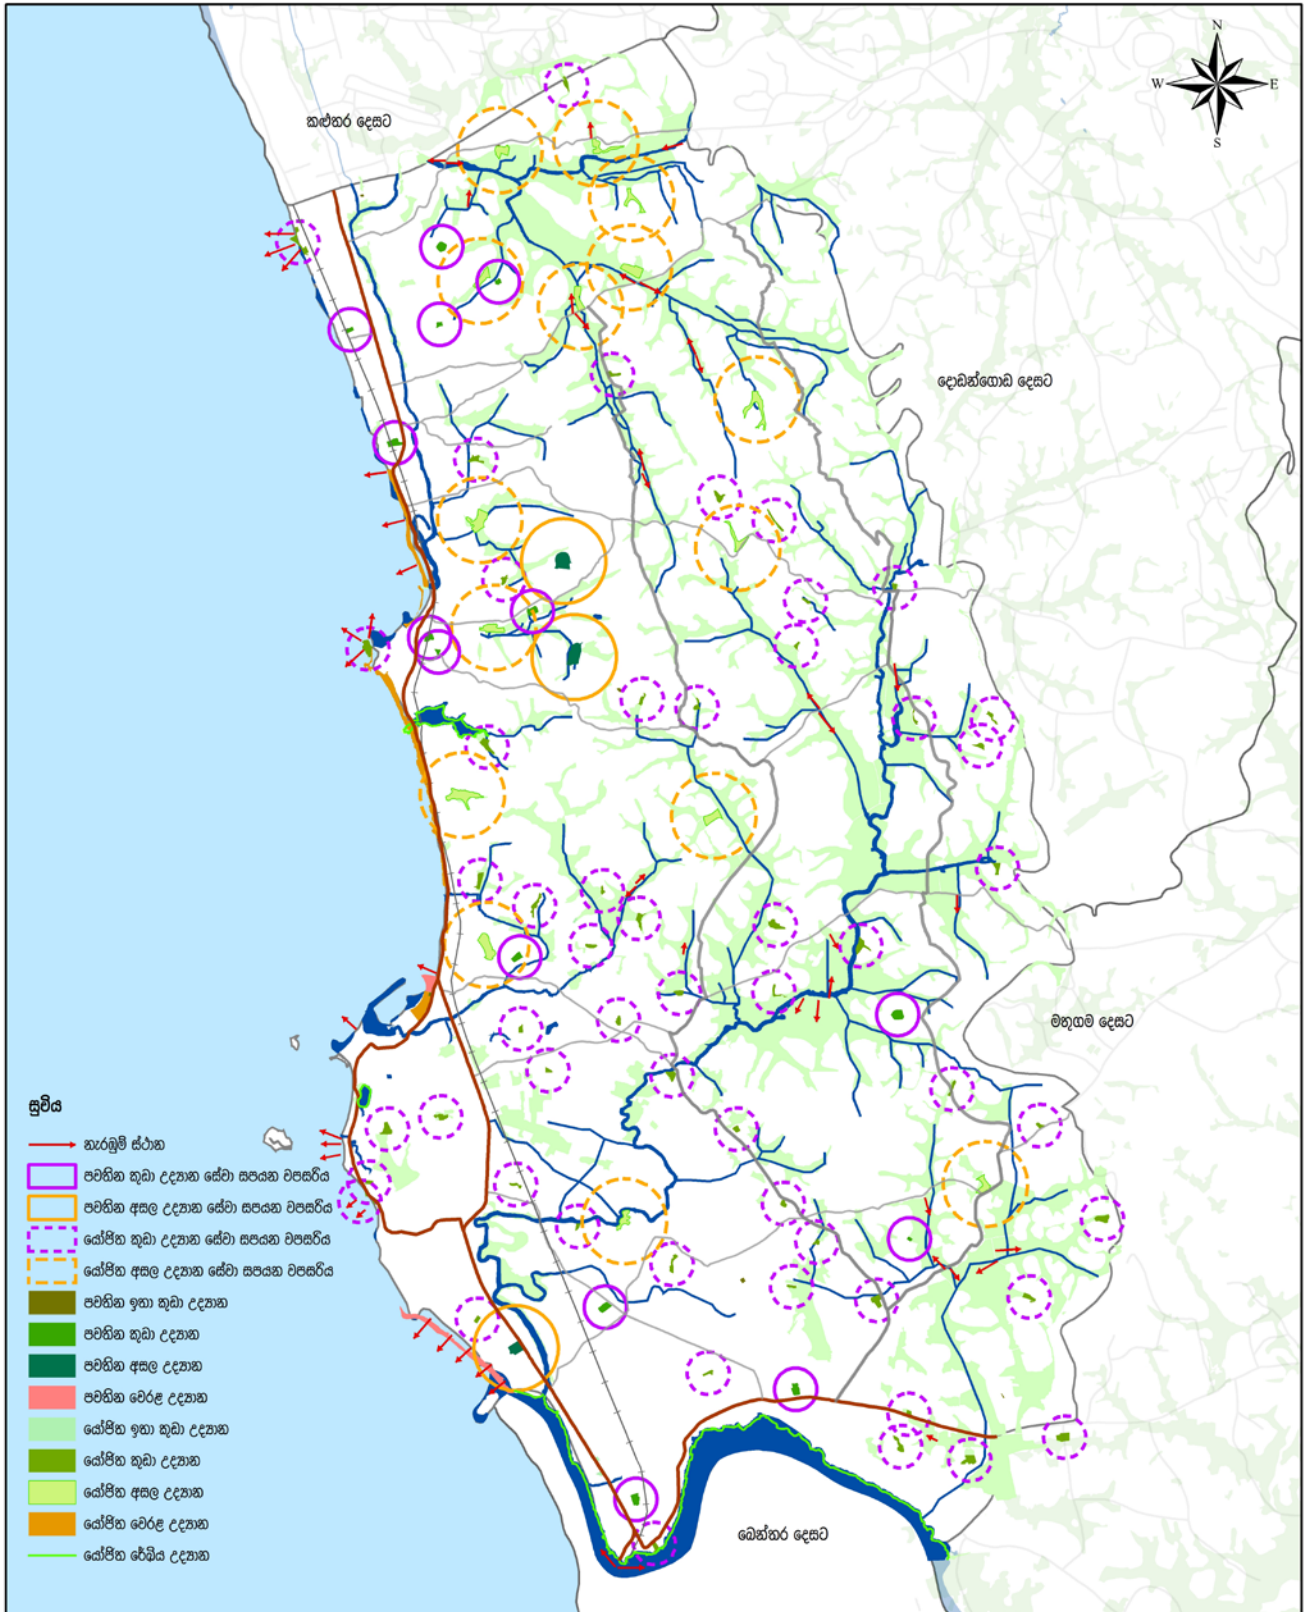 N
W
E
S
කළුතර දෙසට
දොඩන්ගොඩ දෙසට
මතුගම දෙසට
බෙන්තර දෙසට
සූචිය
නැරඹුම් ස්ථාන
පවතින කුඩා උද්‍යාන සේවා සපයන වපසරිය
පවතින අසල උද්‍යාන සේවා සපයන වපසරිය
යෝජිත කුඩා උද්‍යාන සේවා සපයන වපසරිය
යෝජිත අසල උද්‍යාන සේවා සපයන වපසරිය
පවතින ඉතා කුඩා උද්‍යාන
පවතින කුඩා උද්‍යාන
පවතින අසල උද්‍යාන
පවතින වෙරළ උද්‍යාන
යෝජිත ඉතා කුඩා උද්‍යාන
යෝජිත කුඩා උද්‍යාන
යෝජිත අසල උද්‍යාන
යෝජිත වෙරළ උද්‍යාන
යෝජිත රේඛීය උද්‍යාන